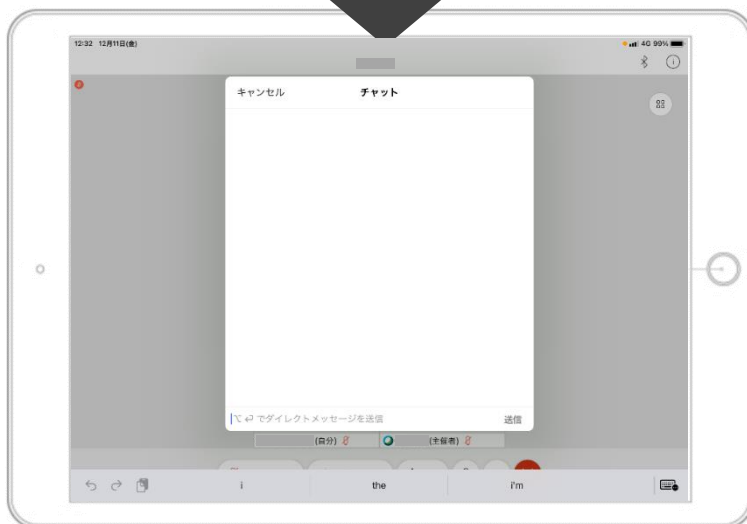 12:32 12月11日(金)
4G 99%
キャンセル チャット
⌥ ⏎ でダイレクトメッセージを送信 送信
(自分) (主催者)
i the i'm